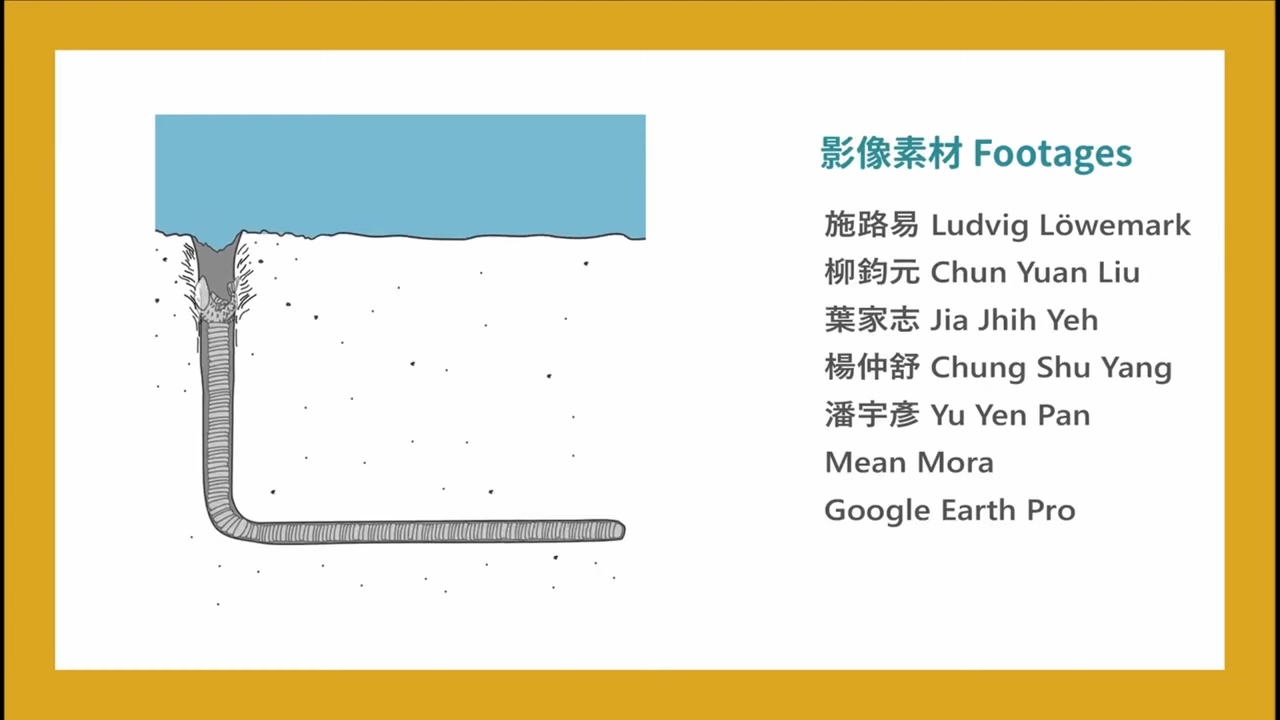 影像素材 Footages
施路易 Ludvig Löwemark
柳鈞元 Chun Yuan Liu
葉家志 Jia Jhih Yeh
楊仲舒 Chung Shu Yang
潘宇彥 Yu Yen Pan
Mean Mora
Google Earth Pro